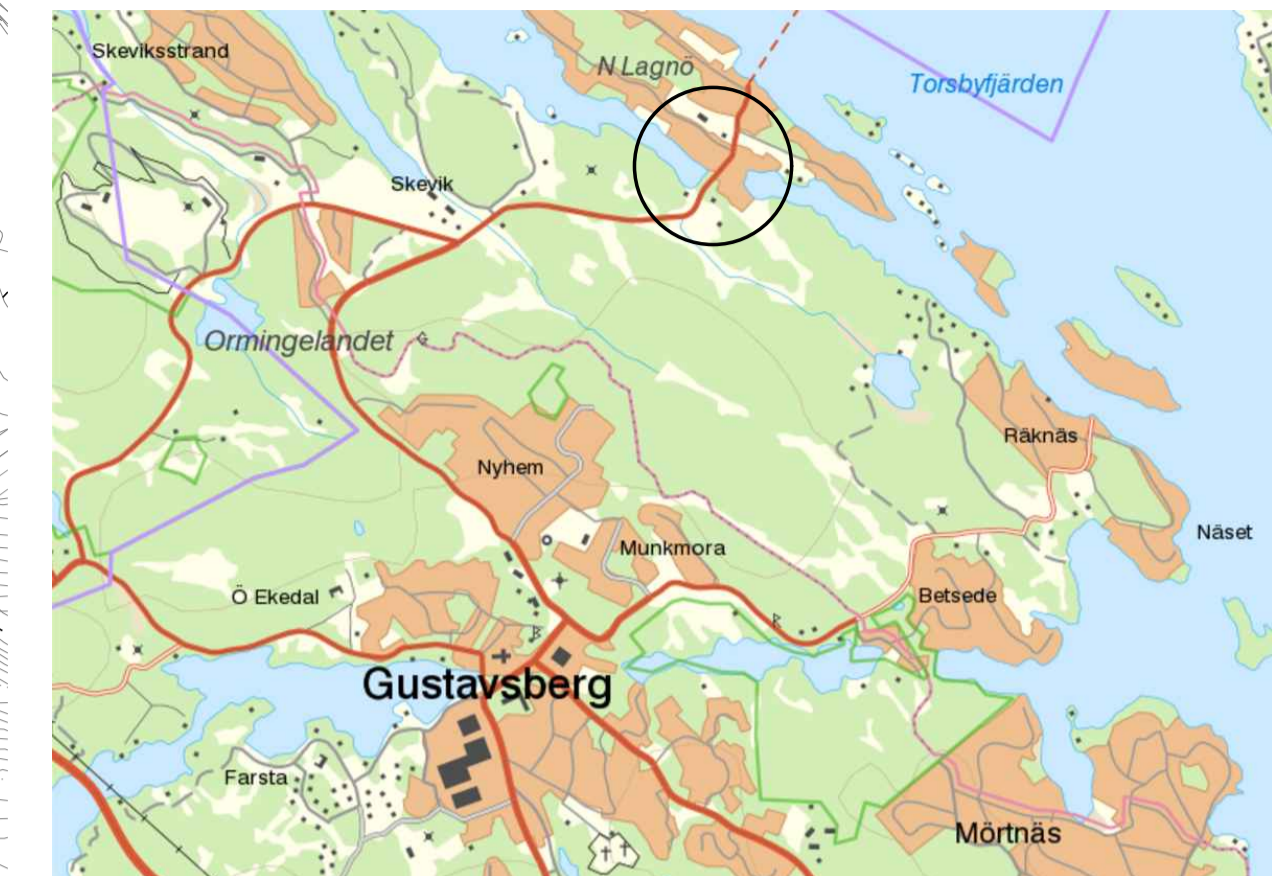 Skeviksstrand
N Lagnö
Torsbyfjärden
Skevik
Ormingelandet
Räknäs
Nyhem
Näset
Munkmora
Ö Ekedal
Betsede
Gustavsberg
Farsta
Mörtnäs